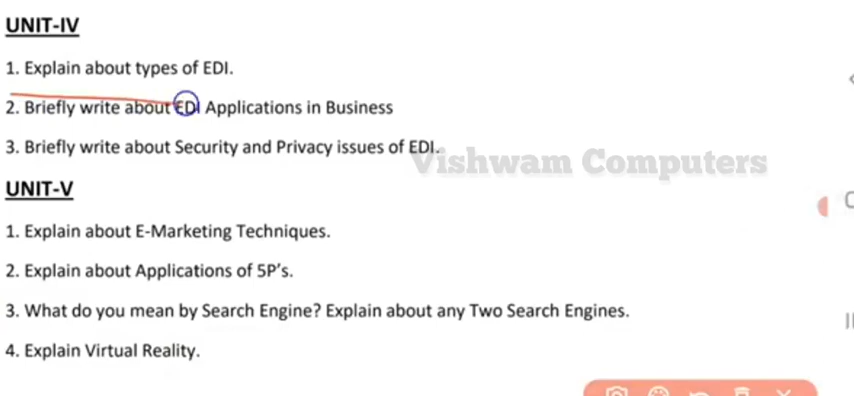 UNIT-IV
1. Explain about types of EDI.
2. Briefly write about EDI Applications in Business
3. Briefly write about Security and Privacy issues of EDI.
Vishwam Computers
UNIT-V
1. Explain about E-Marketing Techniques.
2. Explain about Applications of 5P's.
3. What do you mean by Search Engine? Explain about any Two Search Engines.
4. Explain Virtual Reality.